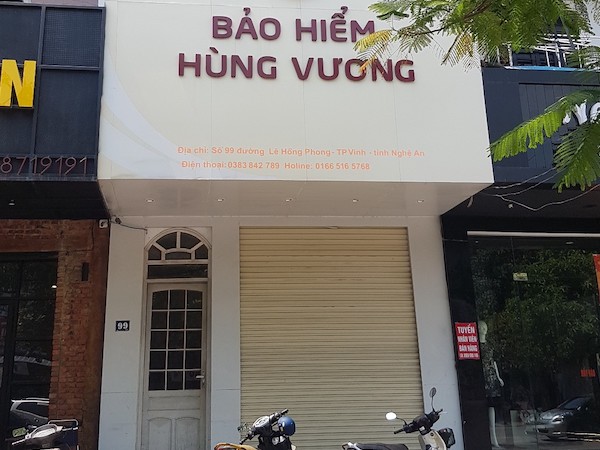 BẢO HIỂM
HÙNG VƯƠNG
Địa chỉ: Số 99 đường Lê Hồng Phong - TP Vinh - tỉnh Nghệ An
Điện thoại: 0383 842 789 Holine: 0166 516 5768
N
8719191
99
TUYỂN
NHÂN VIÊN
BÁN HÀNG